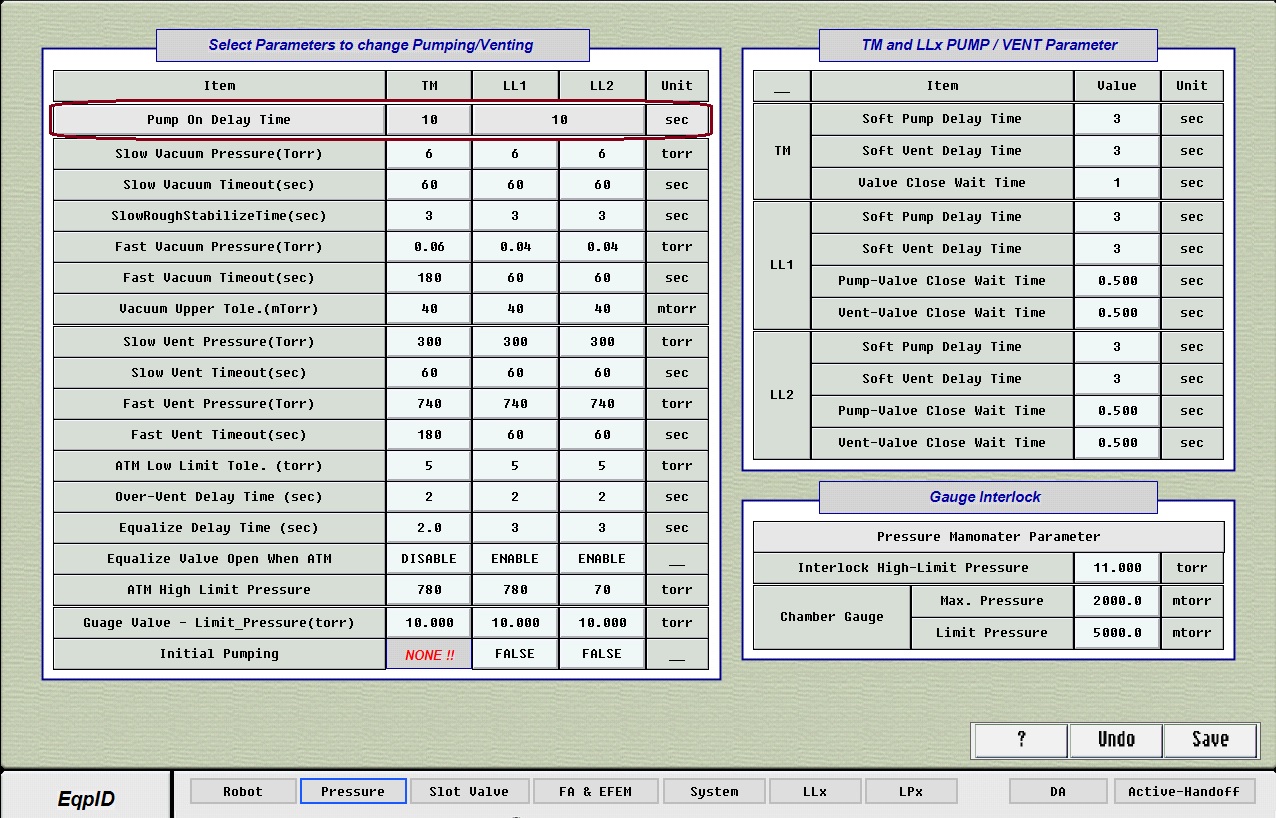 Select Parameters to change Pumping/Venting
Item TM LL1 LL2 Unit
Pump On Delay Time 10 10 sec
Slow Vacuum Pressure(Torr) 6 6 6 torr
Slow Vacuum Timeout(sec) 60 60 60 sec
SlowRoughStabilizeTime(sec) 3 3 3 sec
Fast Vacuum Pressure(Torr) 0.06 0.04 0.04 torr
Fast Vacuum Timeout(sec) 180 60 60 sec
Vacuum Upper Tole.(mTorr) 40 40 40 mtorr
Slow Vent Pressure(Torr) 300 300 300 torr
Slow Vent Timeout(sec) 60 60 60 sec
Fast Vent Pressure(Torr) 740 740 740 torr
Fast Vent Timeout(sec) 180 60 60 sec
ATM Low Limit Tole. (torr) 5 5 5 torr
Over-Vent Delay Time (sec) 2 2 2 sec
Equalize Delay Time (sec) 2.0 3 3 sec
Equalize Valve Open When ATM DISABLE ENABLE ENABLE __
ATM High Limit Pressure 780 780 70 torr
Guage Valve - Limit_Pressure(torr) 10.000 10.000 10.000 torr
Initial Pumping NONE !! FALSE FALSE __
TM and LLx PUMP / VENT Parameter
__ Item Value Unit
TM
Soft Pump Delay Time 3 sec
Soft Vent Delay Time 3 sec
Valve Close Wait Time 1 sec
LL1
Soft Pump Delay Time 3 sec
Soft Vent Delay Time 3 sec
Pump-Valve Close Wait Time 0.500 sec
Vent-Valve Close Wait Time 0.500 sec
LL2
Soft Pump Delay Time 3 sec
Soft Vent Delay Time 3 sec
Pump-Valve Close Wait Time 0.500 sec
Vent-Valve Close Wait Time 0.500 sec
Gauge Interlock
Pressure Mamomater Parameter
Interlock High-Limit Pressure 11.000 torr
Chamber Gauge
Max. Pressure 2000.0 mtorr
Limit Pressure 5000.0 mtorr
? Undo Save
EqpID Robot Pressure Slot Valve FA & EFEM System LLx LPx DA Active-Handoff